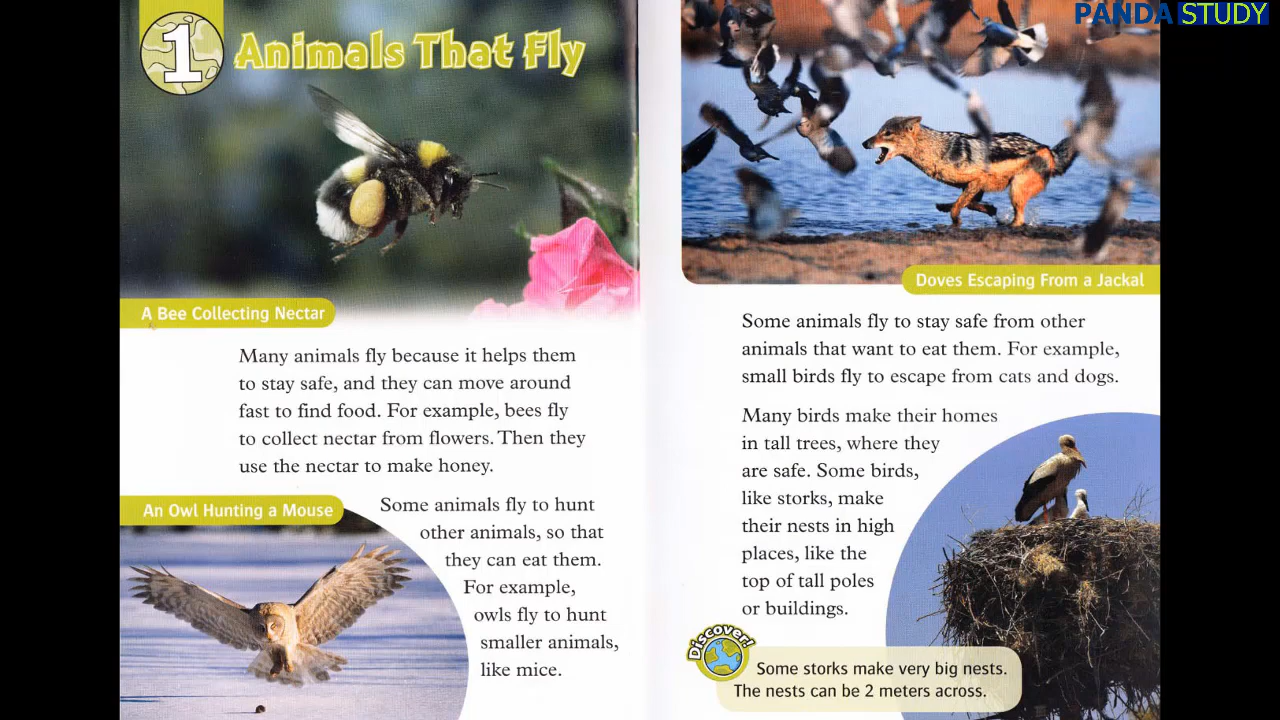 PANDA STUDY
1 Animals That Fly
A Bee Collecting Nectar
Many animals fly because it helps them
to stay safe, and they can move around
fast to find food. For example, bees fly
to collect nectar from flowers. Then they
use the nectar to make honey.
An Owl Hunting a Mouse
Some animals fly to hunt
other animals, so that
they can eat them.
For example,
owls fly to hunt
smaller animals,
like mice.
Doves Escaping From a Jackal
Some animals fly to stay safe from other
animals that want to eat them. For example,
small birds fly to escape from cats and dogs.
Many birds make their homes
in tall trees, where they
are safe. Some birds,
like storks, make
their nests in high
places, like the
top of tall poles
or buildings.
Discover!
Some storks make very big nests.
The nests can be 2 meters across.